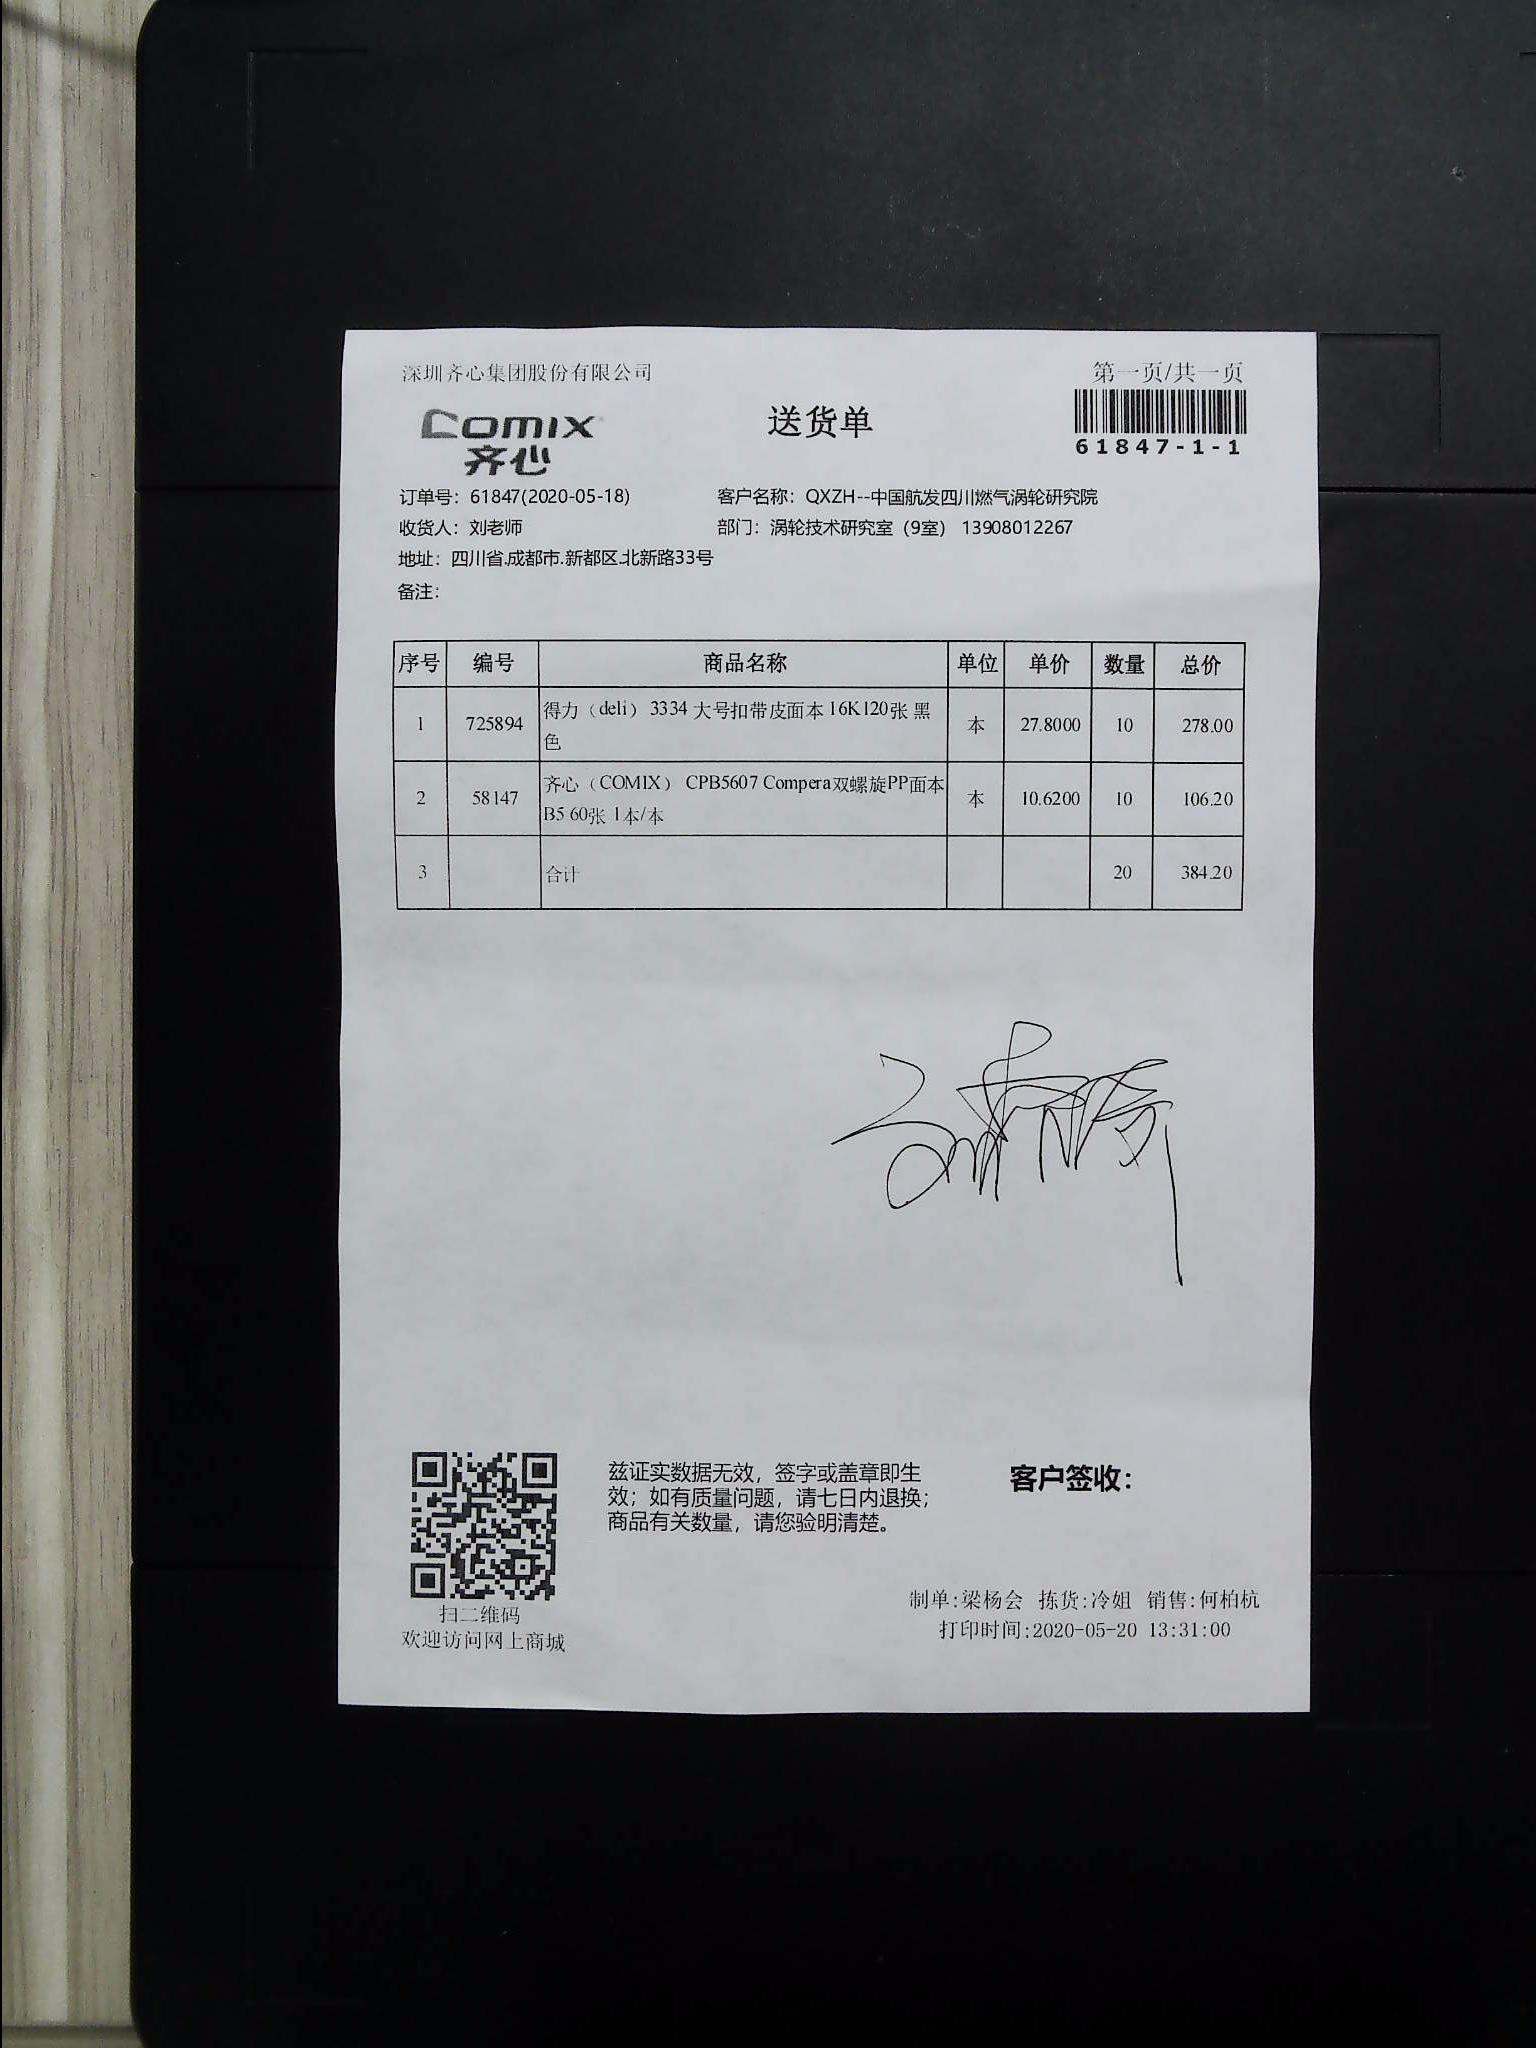 深圳齐心集团股份有限公司
第一页/共一页
COMIX
齐心
送货单
61847-1-1
订单号：61847(2020-05-18)
客户名称：QXZH--中国航发四川燃气涡轮研究院
收货人：刘老师
部门：涡轮技术研究室（9室） 13908012267
地址：四川省.成都市.新都区.北新路33号
备注：
序号 编号 商品名称 单位 单价 数量 总价
1 725894 得力（deli） 3334 大号扣带皮面本 16K120张 黑
色 本 27.8000 10 278.00
2 58147 齐心（COMIX） CPB5607 Compera双螺旋PP面本
B5 60张 1本/本 本 10.6200 10 106.20
3 合计 20 384.20
兹证实数据无效，签字或盖章即生
效；如有质量问题，请七日内退换；
商品有关数量，请您验明清楚。
客户签收：
扫二维码
欢迎访问网上商城
制单:梁杨会 拣货:冷姐 销售:何柏杭
打印时间:2020-05-20 13:31:00